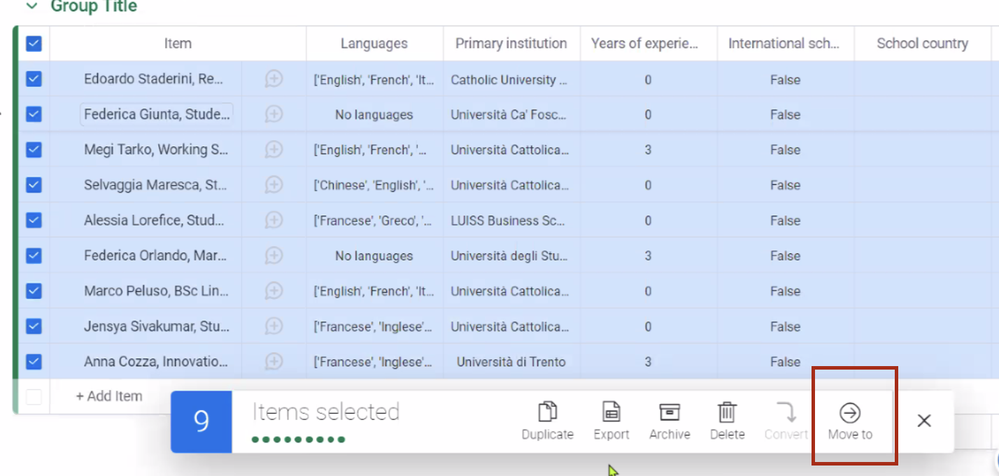 Group Title
Item Languages Primary institution Years of experie... International sch... School country
Edoardo Staderini, Re... ['English', 'French', 'It... Catholic University ... 0 False
Federica Giunta, Stude... No languages Università Ca' Fosc... 0 False
Megi Tarko, Working S... ['English', 'French', '... Università Cattolica... 3 False
Selvaggia Maresca, St... ['Chinese', 'English', '... Università Cattolica... 0 False
Alessia Lorefice, Stud... ['Francese', 'Greco', '... LUISS Business Sc... 0 False
Federica Orlando, Mar... No languages Università degli Stu... 3 False
Marco Peluso, BSc Lin... ['English', 'French', 'It... Università Cattolica... 0 False
Jensya Sivakumar, Stu... ['Francese', 'Inglese'... Università Cattolica... 0 False
Anna Cozza, Innovatio... ['Francese', 'Inglese'... Università di Trento 3 False
+ Add Item
9 Items selected
Duplicate Export Archive Delete Convert Move to